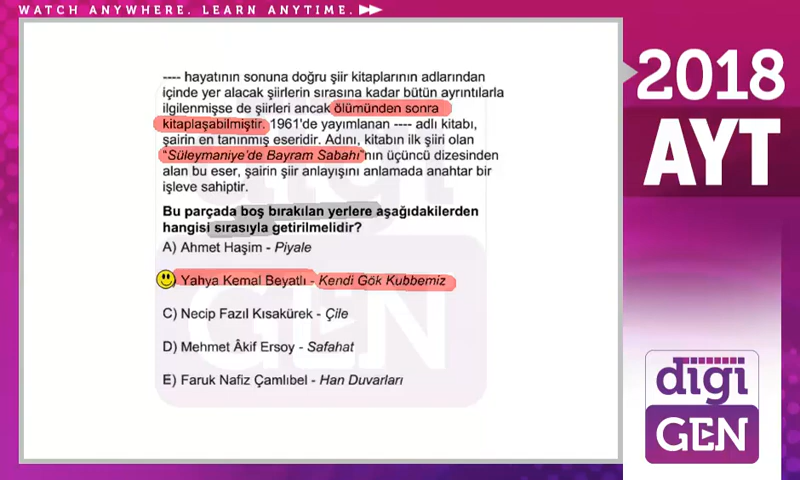 WATCH ANYWHERE. LEARN ANYTIME.
---- hayatının sonuna doğru şiir kitaplarının adlarından
içinde yer alacak şiirlerin sırasına kadar bütün ayrıntılarla
ilgilenmişse de şiirleri ancak ölümünden sonra
kitaplaşabilmiştir. 1961'de yayımlanan ---- adlı kitabı,
şairin en tanınmış eseridir. Adını, kitabın ilk şiiri olan
"Süleymaniye'de Bayram Sabahı"nın üçüncü dizesinden
alan bu eser, şairin şiir anlayışını anlamada anahtar bir
işleve sahiptir.
Bu parçada boş bırakılan yerlere aşağıdakilerden
hangisi sırasıyla getirilmelidir?
A) Ahmet Haşim - Piyale
) Yahya Kemal Beyatlı - Kendi Gök Kubbemiz
C) Necip Fazıl Kısakürek - Çile
D) Mehmet Âkif Ersoy - Safahat
E) Faruk Nafiz Çamlıbel - Han Duvarları
2018
AYT
digi
GEN